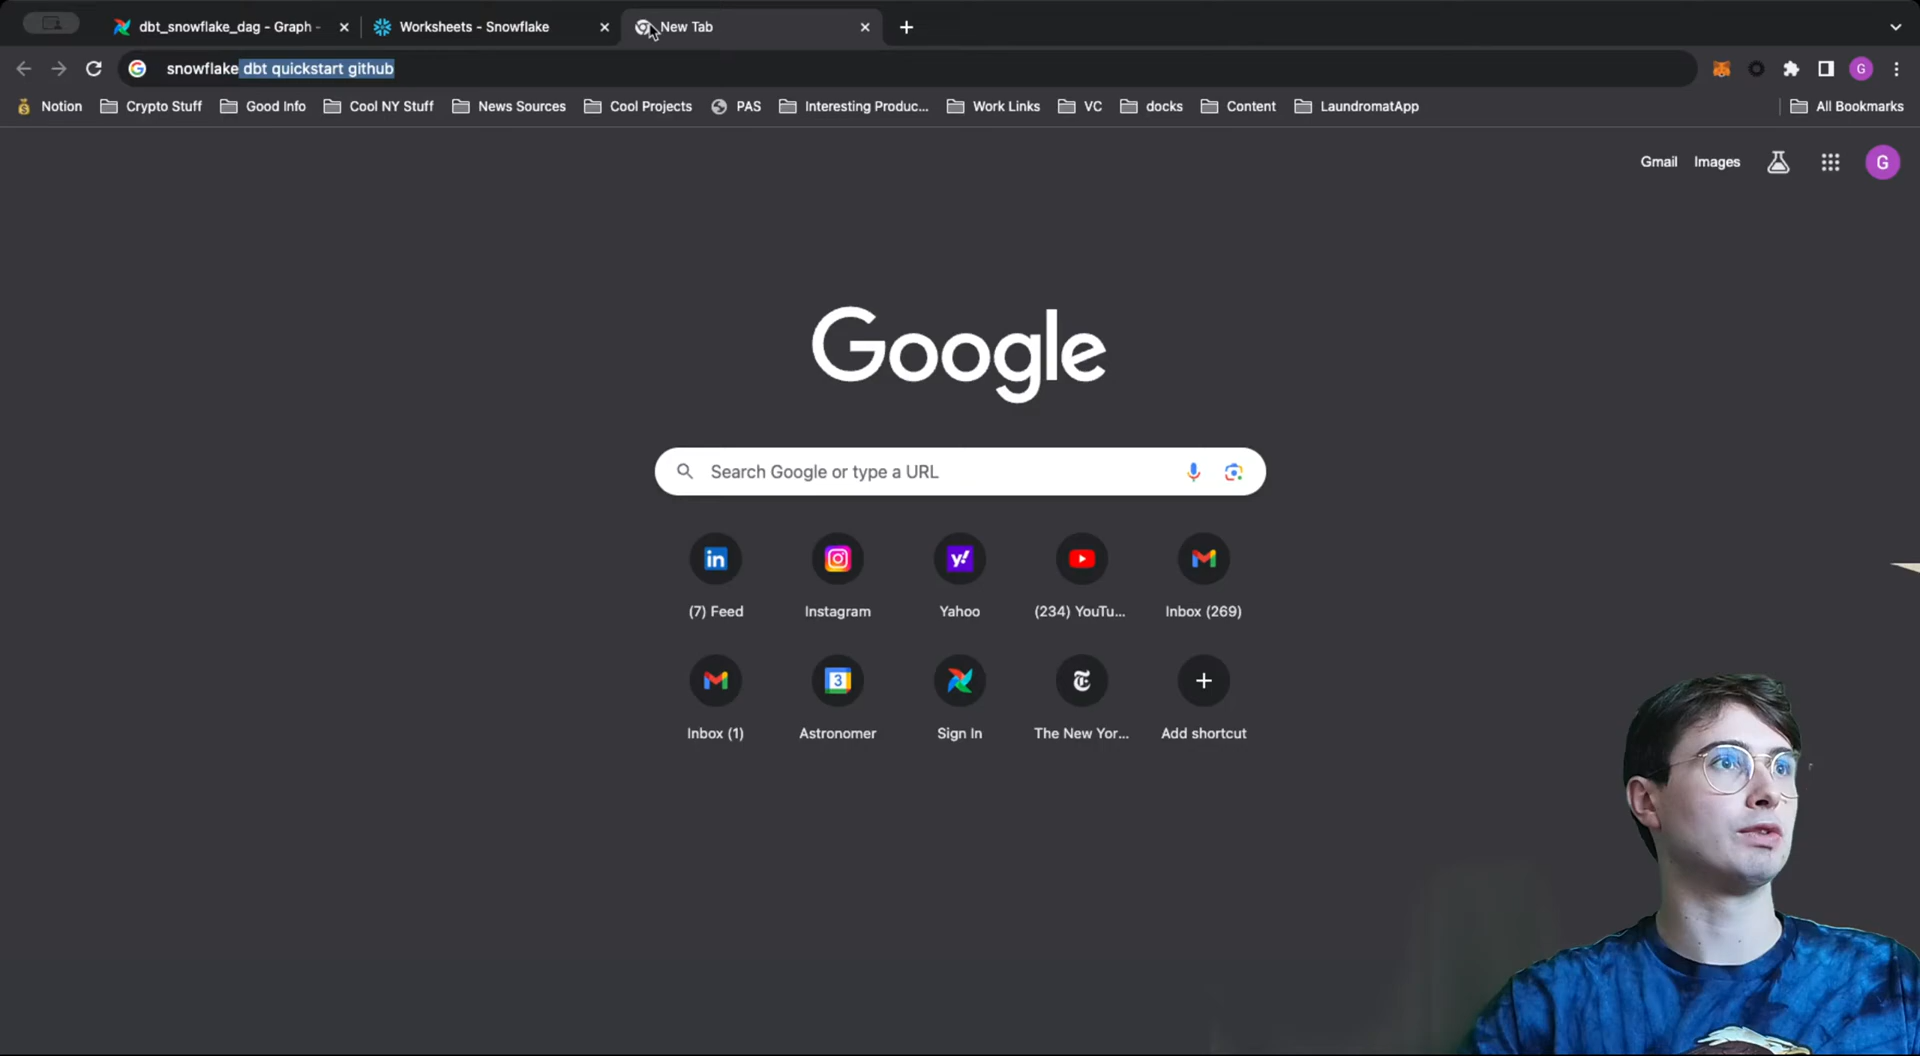 dbt_snowflake_dag - Graph -
Worksheets - Snowflake
New Tab
snowflake dbt quickstart github
G
Notion
Crypto Stuff
Good Info
Cool NY Stuff
News Sources
Cool Projects
PAS
Interesting Produc...
Work Links
VC
docks
Content
LaundromatApp
All Bookmarks
Gmail
Images
G
Google
Search Google or type a URL
(7) Feed
Instagram
Yahoo
(234) YouTu...
Inbox (269)
Inbox (1)
Astronomer
Sign In
The New Yor...
Add shortcut